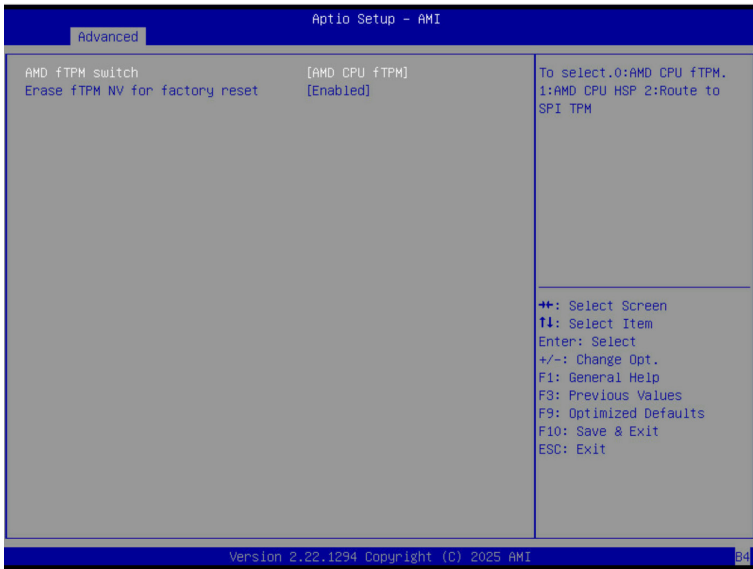 Aptio Setup – AMI
Advanced
AMD fTPM switch [AMD CPU fTPM]
Erase fTPM NV for factory reset [Enabled]
To select.0:AMD CPU fTPM.
1:AMD CPU HSP 2:Route to
SPI TPM
→←: Select Screen
↑↓: Select Item
Enter: Select
+/-: Change Opt.
F1: General Help
F3: Previous Values
F9: Optimized Defaults
F10: Save & Exit
ESC: Exit
Version 2.22.1294 Copyright (C) 2025 AMI
B4